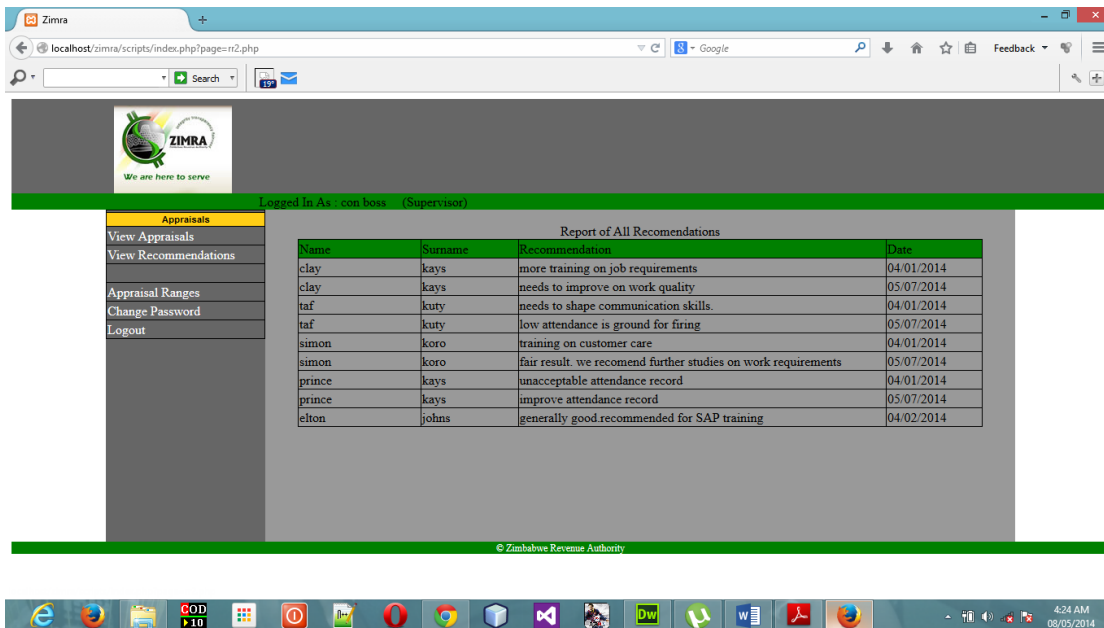 Zimra
localhost/zimra/scripts/index.php?page=rr2.php
Google
Feedback
Search
19°
ZIMRA
We are here to serve
Logged In As : con boss (Supervisor)
Appraisals
View Appraisals
View Recommendations
Appraisal Ranges
Change Password
Logout
Report of All Recomendations
Name Surname Recommendation Date
clay kays more training on job requirements 04/01/2014
clay kays needs to improve on work quality 05/07/2014
taf kuty needs to shape communication skills. 04/01/2014
taf kuty low attendance is ground for firing 05/07/2014
simon koro training on customer care 04/01/2014
simon koro fair result. we recomend further studies on work requirements 05/07/2014
prince kays unacceptable attendance record 04/01/2014
prince kays improve attendance record 05/07/2014
elton johns generally good.recommended for SAP training 04/02/2014
© Zimbabwe Revenue Authority
COD
10
Dw
4:24 AM
08/05/2014